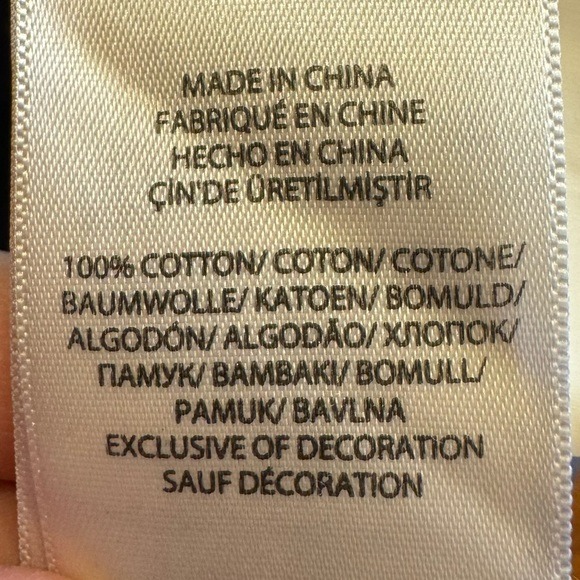 MADE IN CHINA
FABRIQUÉ EN CHINE
HECHO EN CHINA
ÇİN'DE ÜRETİLMİŞTİR
100% COTTON/ COTON/ COTONE/
BAUMWOLLE/ KATOEN/ BOMULD/
ALGODÓN/ ALGODÃO/ ХЛОПОК/
ПАМУК/ BAMBAKI/ BOMULL/
PAMUK/ BAVLNA
EXCLUSIVE OF DECORATION
SAUF DÉCORATION